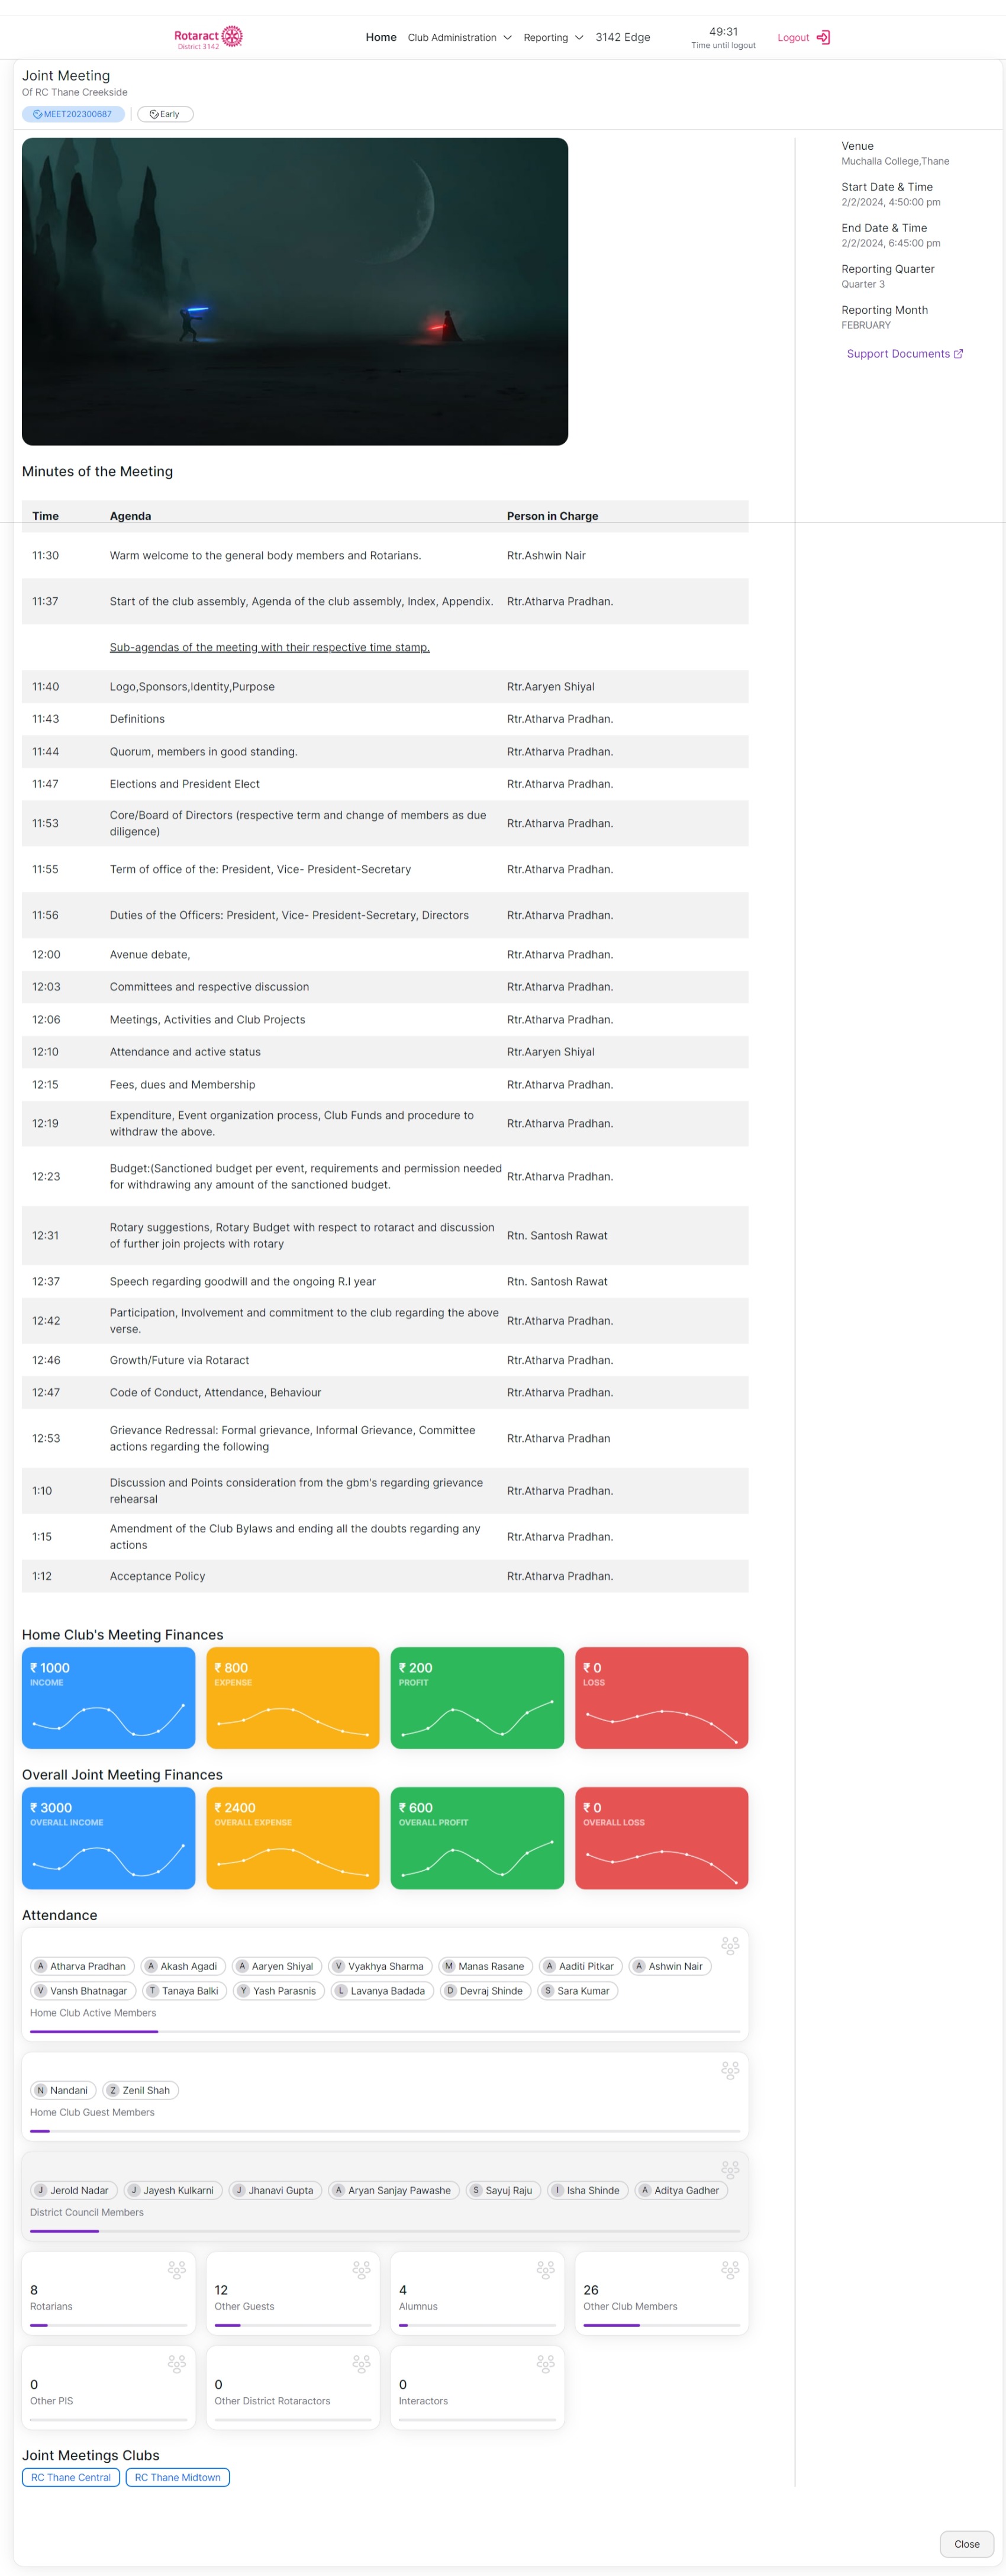 Rotaract
District 3142
Home Club Administration Reporting 3142 Edge
49:31
Time until logout
Logout
Joint Meeting
Of RC Thane Creekside
MEET202300687 Early
Venue
Muchalla College,Thane
Start Date & Time
2/2/2024, 4:50:00 pm
End Date & Time
2/2/2024, 6:45:00 pm
Reporting Quarter
Quarter 3
Reporting Month
FEBRUARY
Support Documents
Minutes of the Meeting
Time Agenda Person in Charge
11:30 Warm welcome to the general body members and Rotarians. Rtr.Ashwin Nair
11:37 Start of the club assembly, Agenda of the club assembly, Index, Appendix. Rtr.Atharva Pradhan.
Sub-agendas of the meeting with their respective time stamp.
11:40 Logo,Sponsors,Identity,Purpose Rtr.Aaryen Shiyal
11:43 Definitions Rtr.Atharva Pradhan.
11:44 Quorum, members in good standing. Rtr.Atharva Pradhan.
11:47 Elections and President Elect Rtr.Atharva Pradhan.
11:53 Core/Board of Directors (respective term and change of members as due
diligence) Rtr.Atharva Pradhan.
11:55 Term of office of the: President, Vice- President-Secretary Rtr.Atharva Pradhan.
11:56 Duties of the Officers: President, Vice- President-Secretary, Directors Rtr.Atharva Pradhan.
12:00 Avenue debate, Rtr.Atharva Pradhan.
12:03 Committees and respective discussion Rtr.Atharva Pradhan.
12:06 Meetings, Activities and Club Projects Rtr.Atharva Pradhan.
12:10 Attendance and active status Rtr.Aaryen Shiyal
12:15 Fees, dues and Membership Rtr.Atharva Pradhan.
12:19 Expenditure, Event organization process, Club Funds and procedure to
withdraw the above. Rtr.Atharva Pradhan.
12:23 Budget:(Sanctioned budget per event, requirements and permission needed
for withdrawing any amount of the sanctioned budget. Rtr.Atharva Pradhan.
12:31 Rotary suggestions, Rotary Budget with respect to rotaract and discussion
of further join projects with rotary Rtn. Santosh Rawat
12:37 Speech regarding goodwill and the ongoing R.I year Rtn. Santosh Rawat
12:42 Participation, Involvement and commitment to the club regarding the above
verse. Rtr.Atharva Pradhan.
12:46 Growth/Future via Rotaract Rtr.Atharva Pradhan.
12:47 Code of Conduct, Attendance, Behaviour Rtr.Atharva Pradhan.
12:53 Grievance Redressal: Formal grievance, Informal Grievance, Committee
actions regarding the following Rtr.Atharva Pradhan
1:10 Discussion and Points consideration from the gbm's regarding grievance
rehearsal Rtr.Atharva Pradhan.
1:15 Amendment of the Club Bylaws and ending all the doubts regarding any
actions Rtr.Atharva Pradhan.
1:12 Acceptance Policy Rtr.Atharva Pradhan.
Home Club's Meeting Finances
₹ 1000 ₹ 800 ₹ 200 ₹ 0
INCOME EXPENSE PROFIT LOSS
Overall Joint Meeting Finances
₹ 3000 ₹ 2400 ₹ 600 ₹ 0
OVERALL INCOME OVERALL EXPENSE OVERALL PROFIT OVERALL LOSS
Attendance
A Atharva Pradhan A Akash Agadi A Aaryen Shiyal V Vyakhya Sharma M Manas Rasane A Aaditi Pitkar A Ashwin Nair
V Vansh Bhatnagar T Tanaya Balki Y Yash Parasnis L Lavanya Badada D Devraj Shinde S Sara Kumar
Home Club Active Members
N Nandani Z Zenil Shah
Home Club Guest Members
J Jerold Nadar J Jayesh Kulkarni J Jhanavi Gupta A Aryan Sanjay Pawashe S Sayuj Raju I Isha Shinde A Aditya Gadher
District Council Members
8 12 4 26
Rotarians Other Guests Alumnus Other Club Members
0 0 0
Other PIS Other District Rotaractors Interactors
Joint Meetings Clubs
RC Thane Central RC Thane Midtown
Close